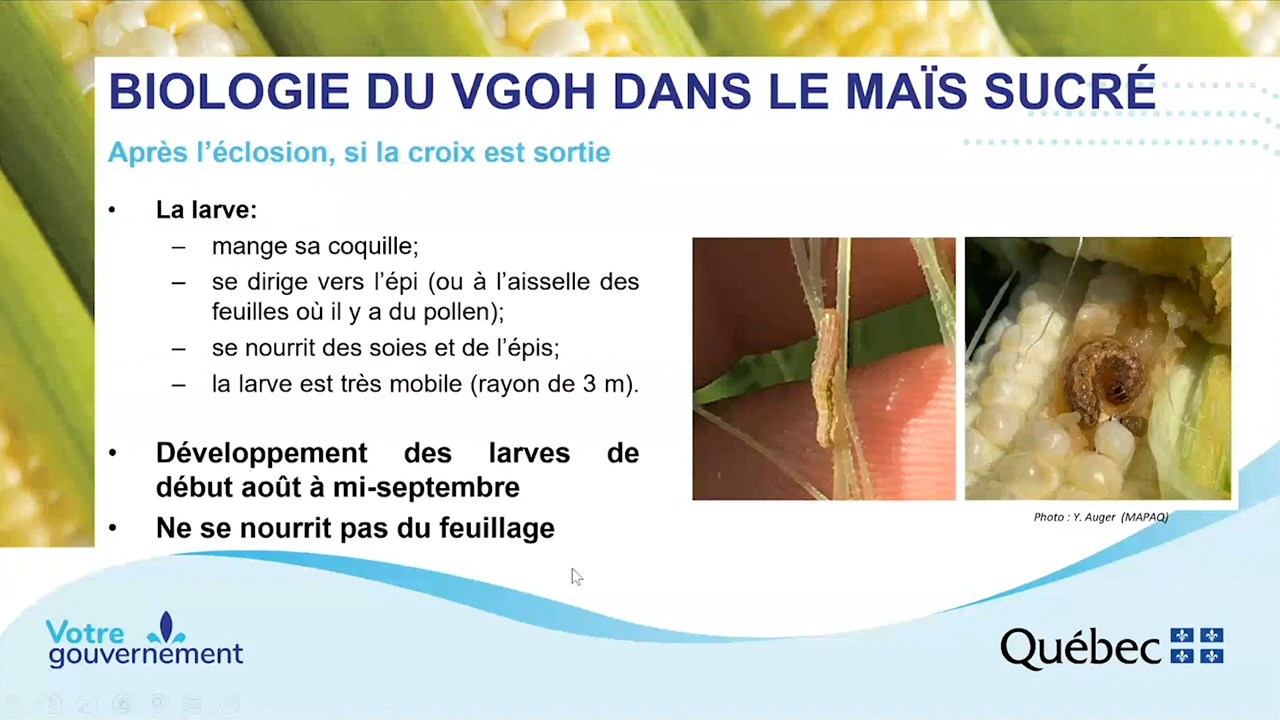 BIOLOGIE DU VGOH DANS LE MAÏS SUCRÉ
Après l’éclosion, si la croix est sortie
• La larve:
– mange sa coquille;
– se dirige vers l’épi (ou à l’aisselle des
feuilles où il y a du pollen);
– se nourrit des soies et de l’épis;
– la larve est très mobile (rayon de 3 m).
• Développement des larves de
début août à mi-septembre
• Ne se nourrit pas du feuillage
Photo : Y. Auger (MAPAQ)
Votre
gouvernement
Québec